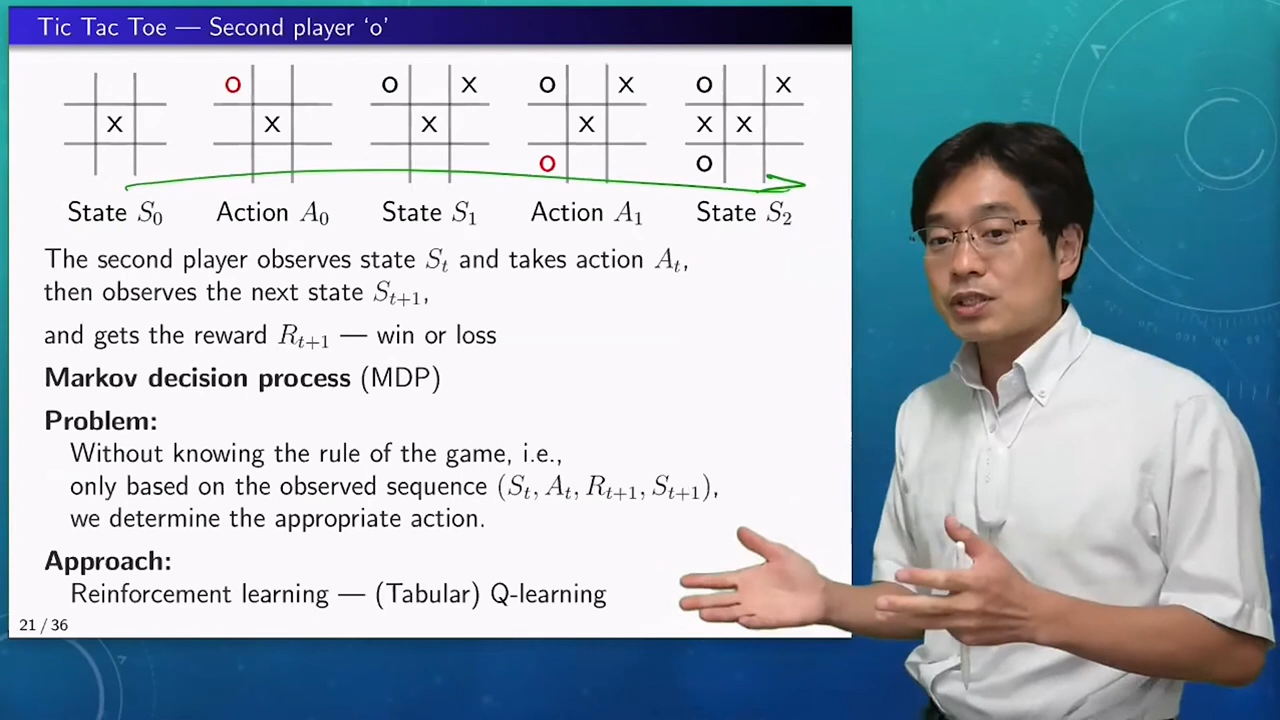 Tic Tac Toe — Second player ‘o’
x
o
x
o x
x
o x
x
o
o x
x x
o
State S₀ Action A₀ State S₁ Action A₁ State S₂
The second player observes state Sₜ and takes action Aₜ,
then observes the next state Sₜ₊₁,
and gets the reward Rₜ₊₁ — win or loss
Markov decision process (MDP)
Problem:
Without knowing the rule of the game, i.e.,
only based on the observed sequence (Sₜ, Aₜ, Rₜ₊₁, Sₜ₊₁),
we determine the appropriate action.
Approach:
Reinforcement learning — (Tabular) Q-learning
21 / 36